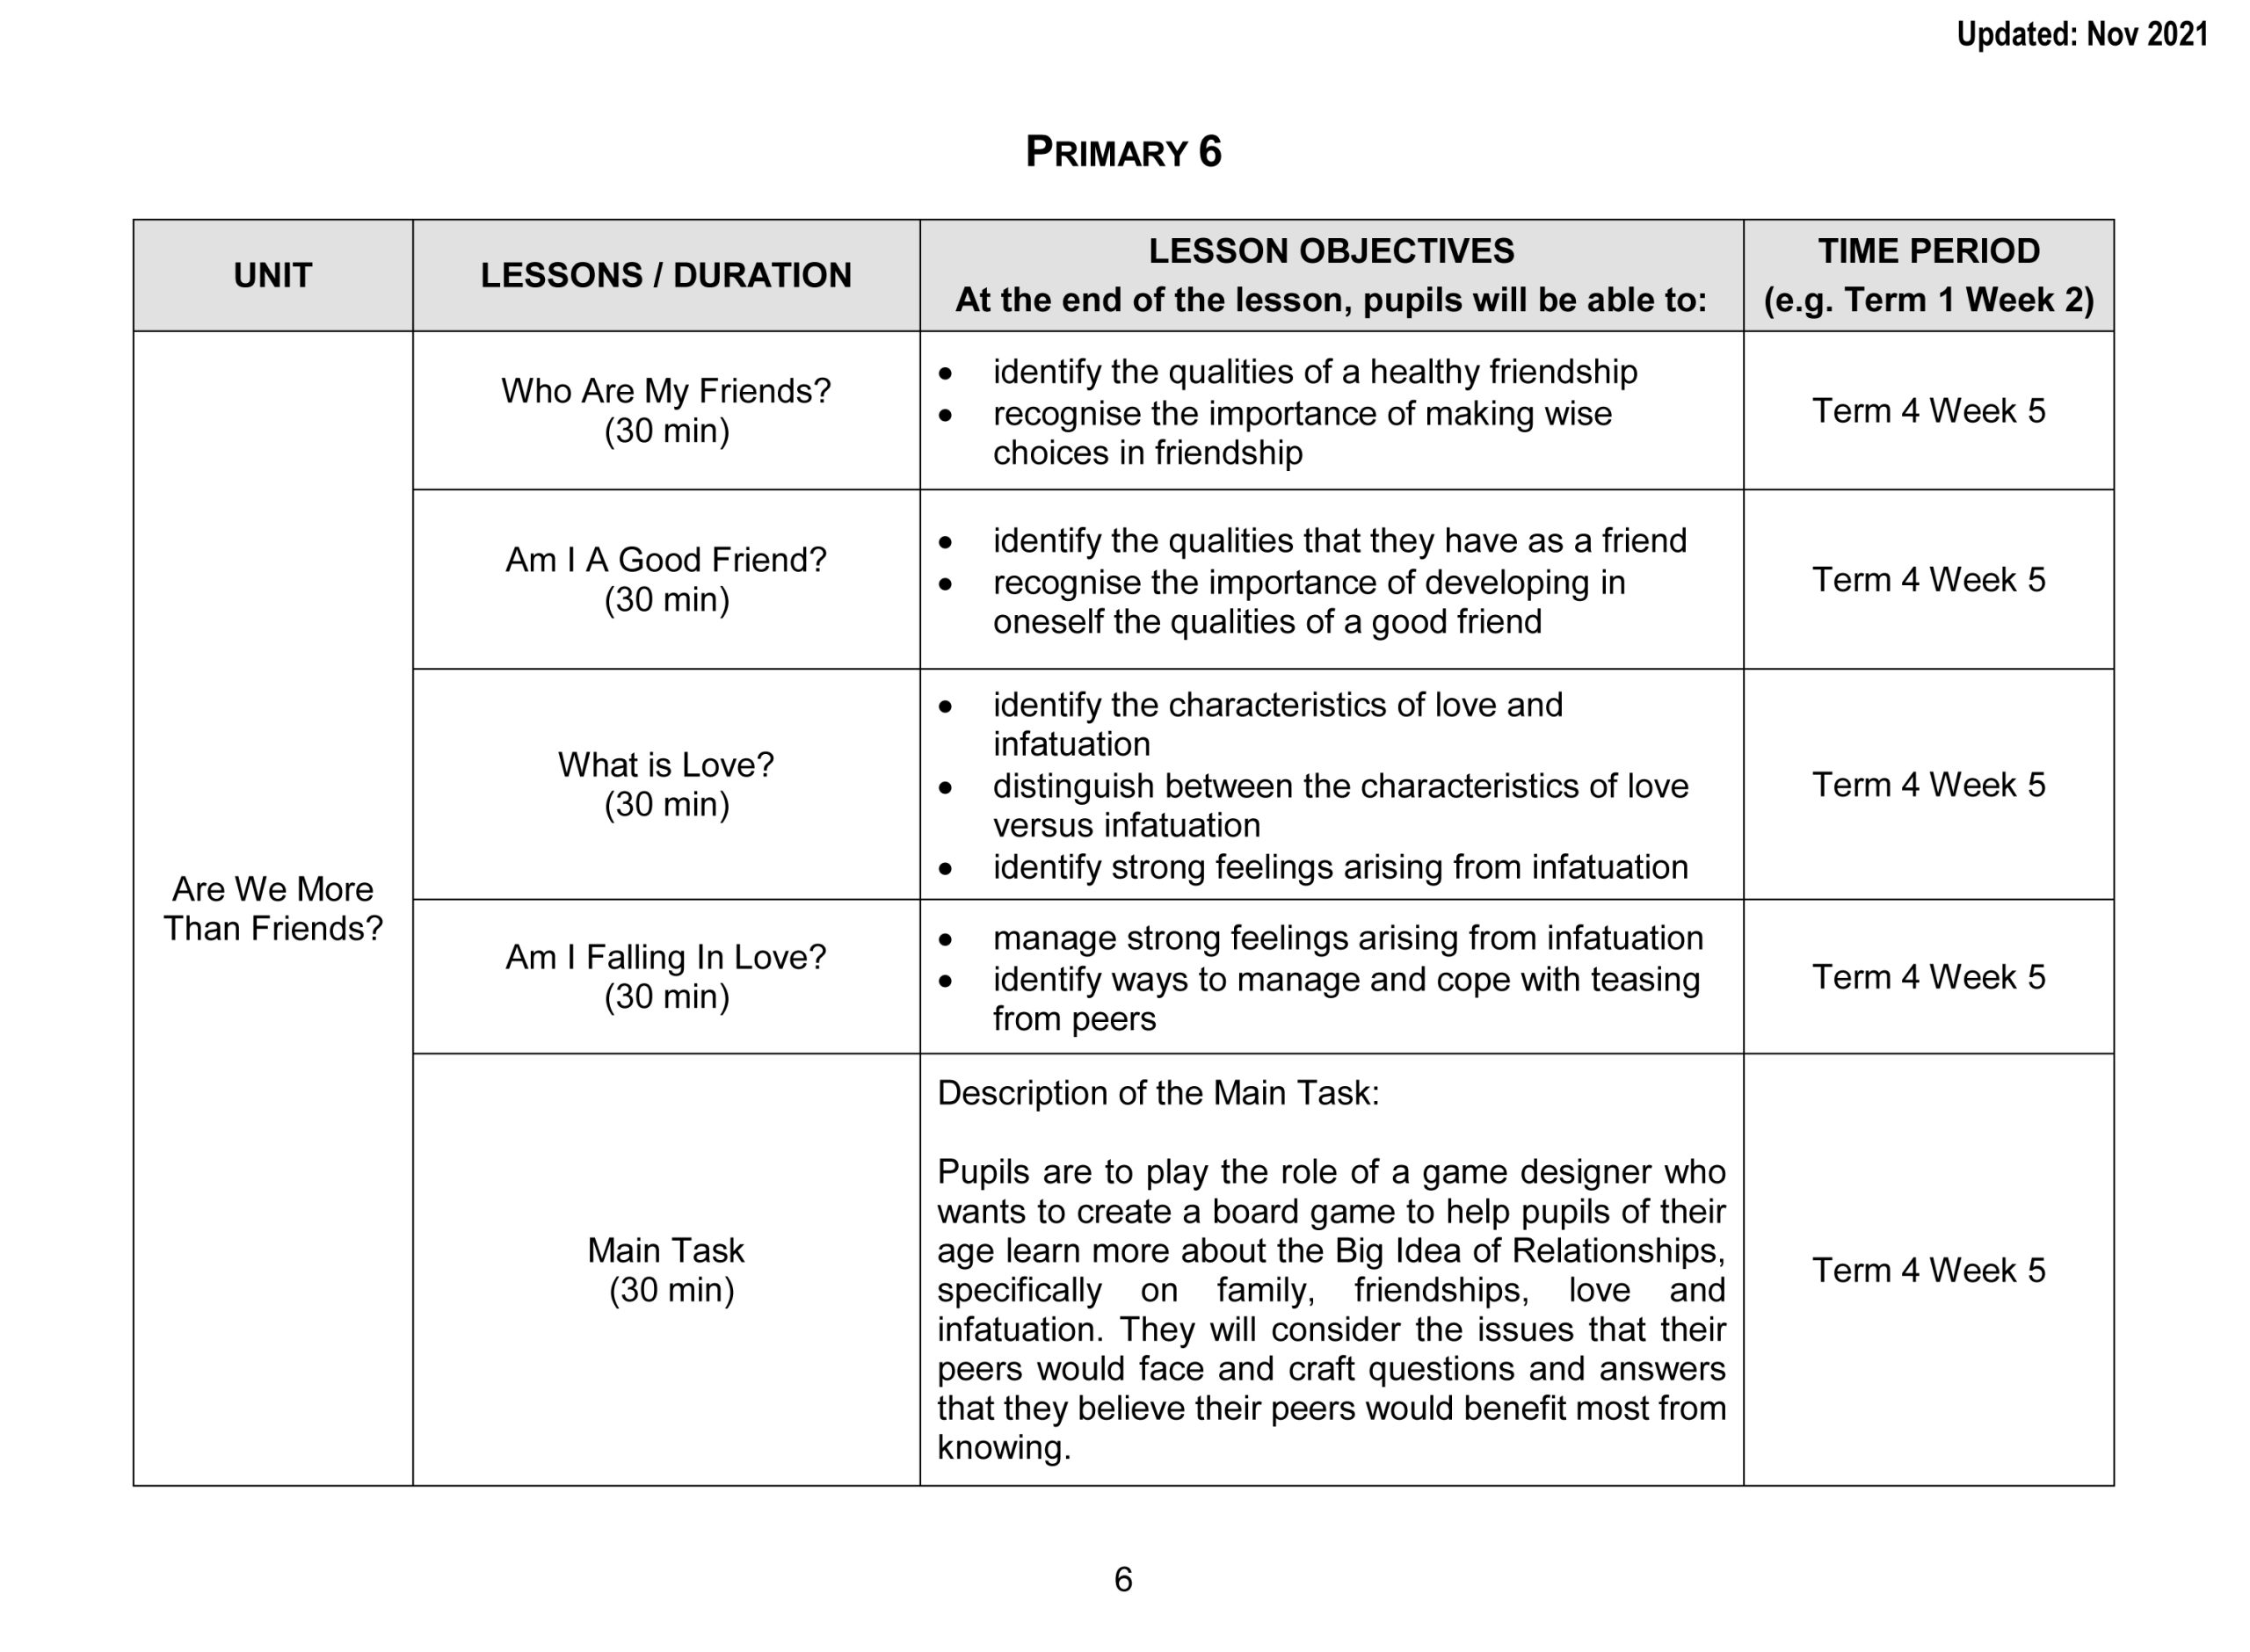 Updated: Nov 2021
PRIMARY 6
UNIT
LESSONS / DURATION
LESSON OBJECTIVES
At the end of the lesson, pupils will be able to:
TIME PERIOD
(e.g. Term 1 Week 2)
Are We More
Than Friends?
Who Are My Friends?
(30 min)
• identify the qualities of a healthy friendship
• recognise the importance of making wise
choices in friendship
Term 4 Week 5
Am I A Good Friend?
(30 min)
• identify the qualities that they have as a friend
• recognise the importance of developing in
oneself the qualities of a good friend
Term 4 Week 5
What is Love?
(30 min)
• identify the characteristics of love and
infatuation
• distinguish between the characteristics of love
versus infatuation
• identify strong feelings arising from infatuation
Term 4 Week 5
Am I Falling In Love?
(30 min)
• manage strong feelings arising from infatuation
• identify ways to manage and cope with teasing
from peers
Term 4 Week 5
Main Task
(30 min)
Description of the Main Task:
Pupils are to play the role of a game designer who
wants to create a board game to help pupils of their
age learn more about the Big Idea of Relationships,
specifically on family, friendships, love and
infatuation. They will consider the issues that their
peers would face and craft questions and answers
that they believe their peers would benefit most from
knowing.
Term 4 Week 5
6